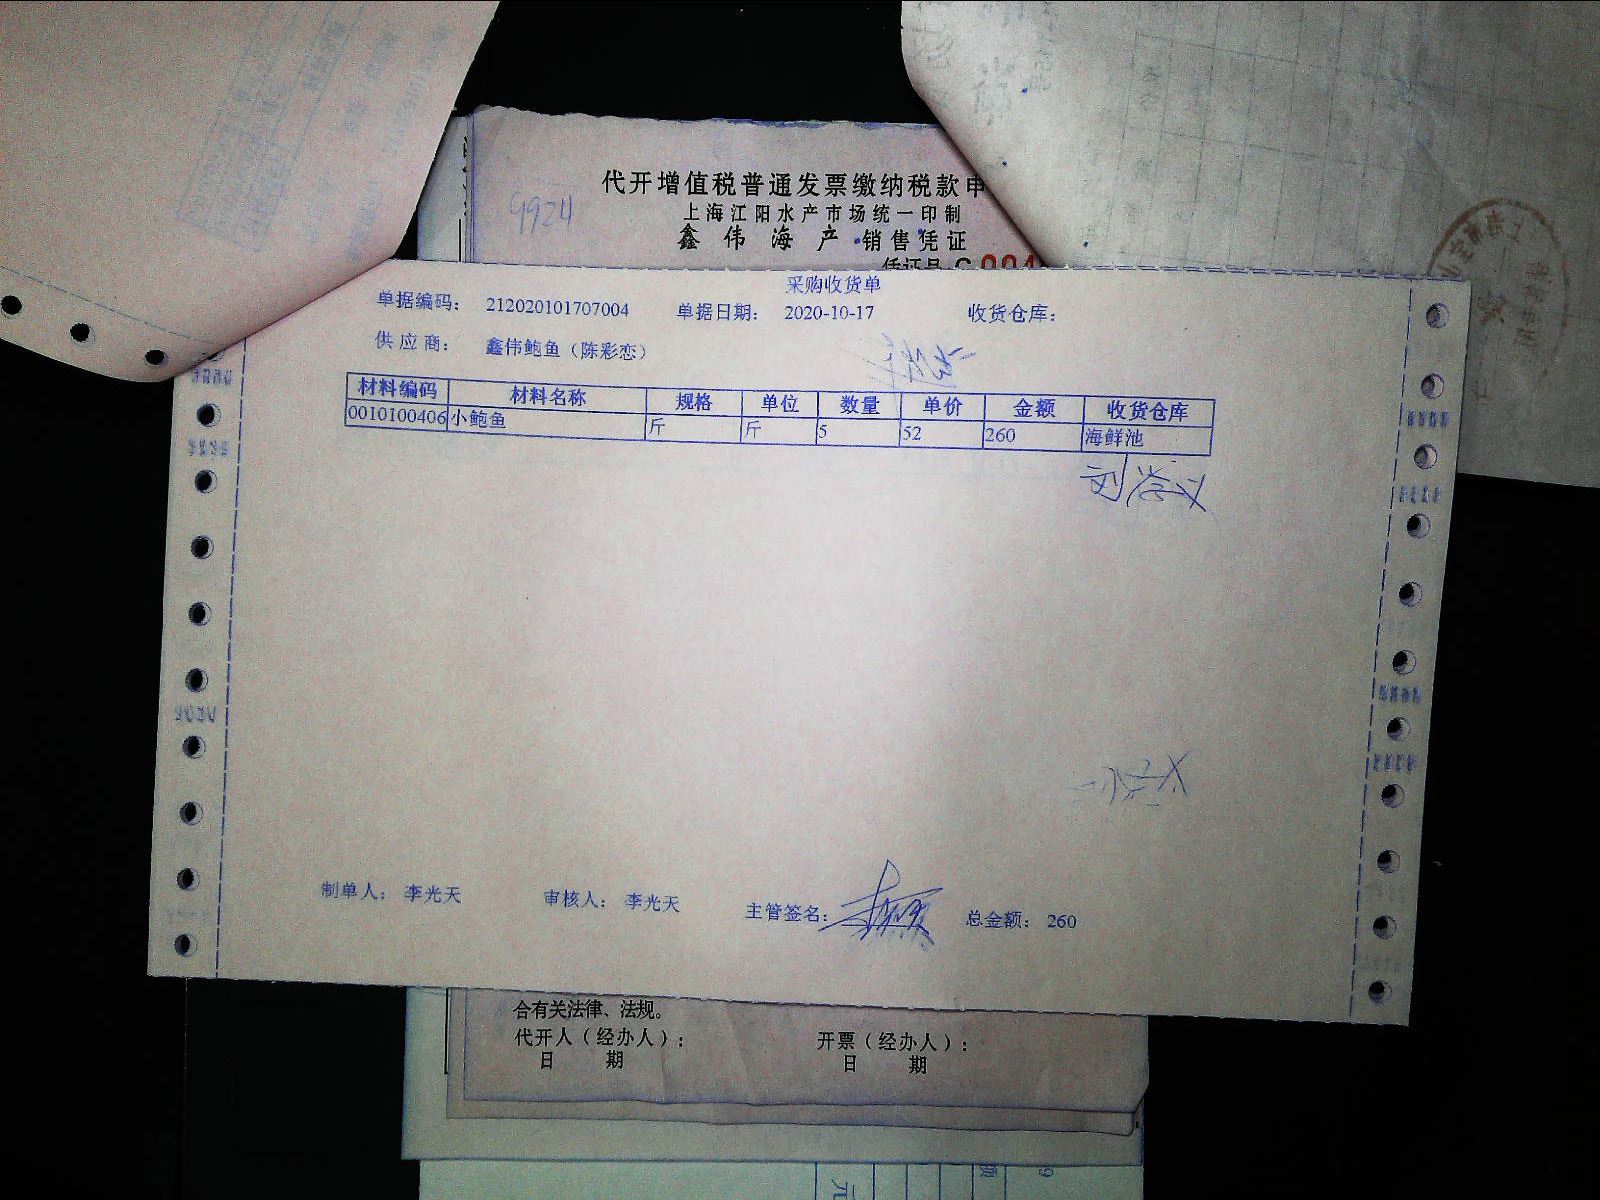 9924
代开增值税普通发票缴纳税款申
上海江阳水产市场统一印制
鑫伟海产 销售凭证
凭证号
采购收货单
单据编码： 212020101707004 单据日期： 2020-10-17 收货仓库：
供应商： 鑫伟鲍鱼（陈彩恋）
材料编码 材料名称 规格 单位 数量 单价 金额 收货仓库
0010100406 小鲍鱼 斤 斤 5 52 260 海鲜池
制单人： 李光天 审核人： 李光天 主管签名： 总金额： 260
合有关法律、法规。
代开人（经办人）： 开票（经办人）：
日 期 日 期
元